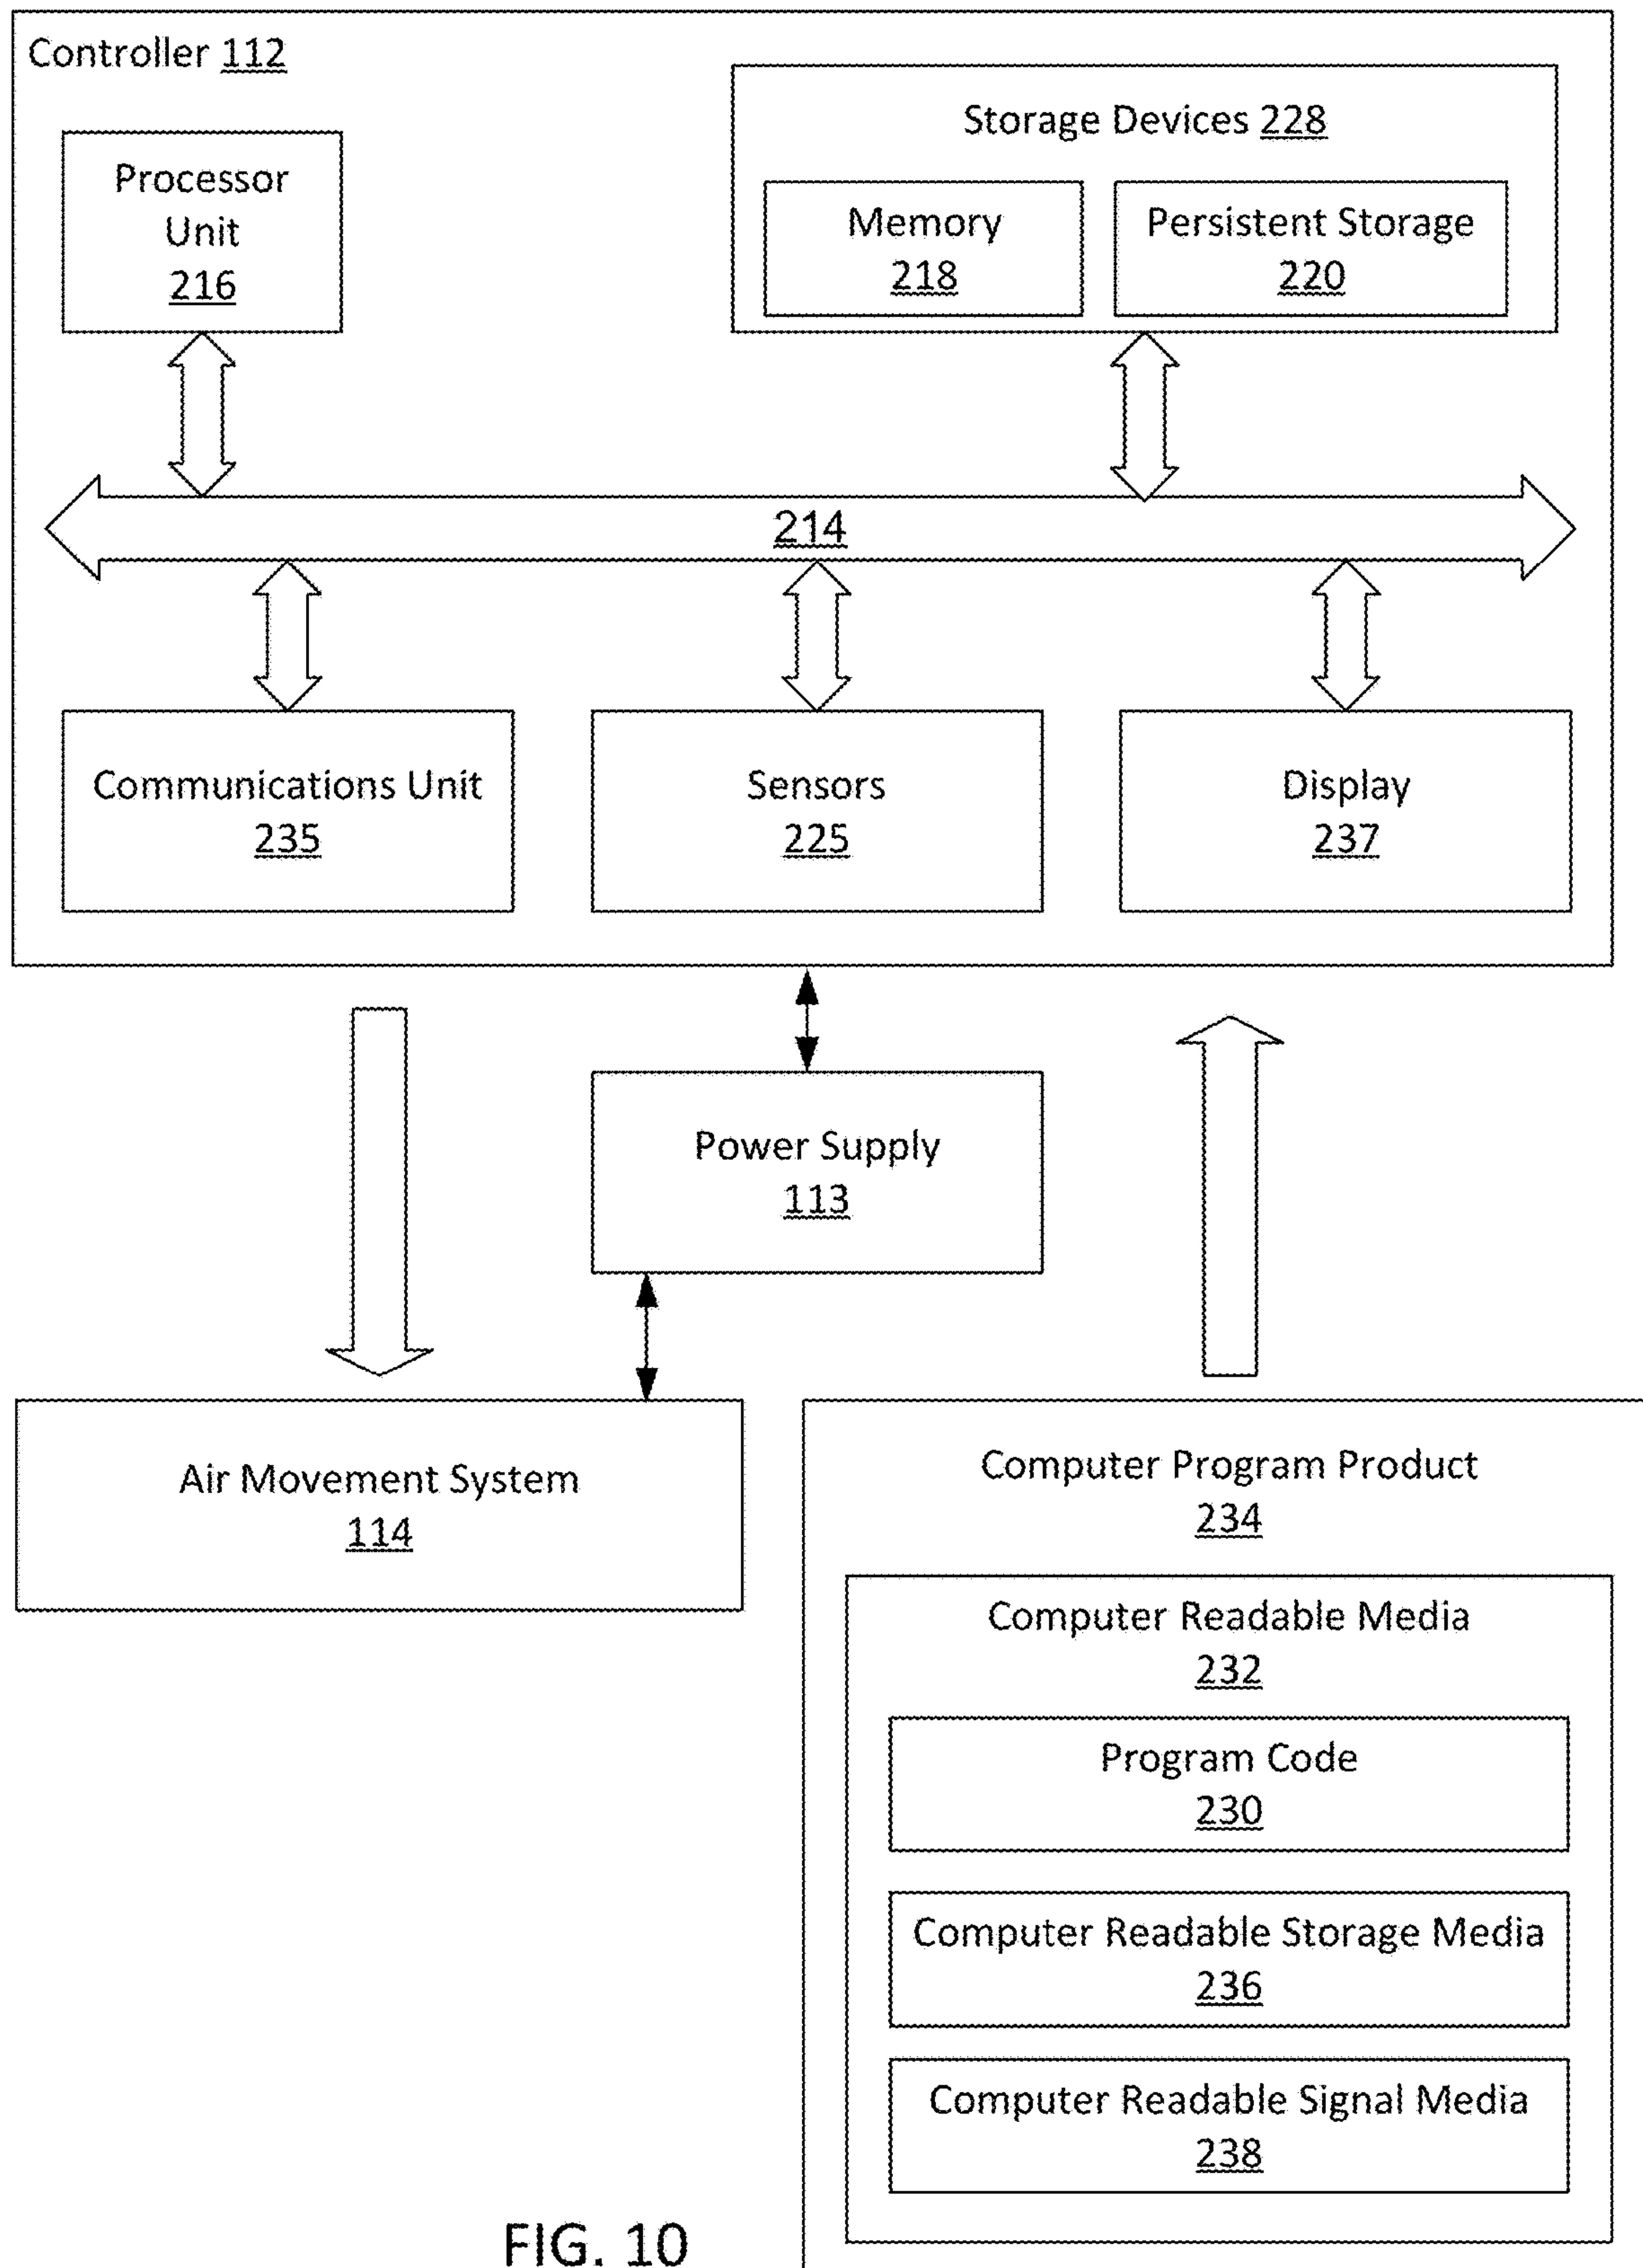 Controller 112
Storage Devices 228
Processor
Unit
216
Memory
218
Persistent Storage
220
214
Communications Unit
235
Sensors
225
Display
237
Power Supply
113
Air Movement System
114
Computer Program Product
234
Computer Readable Media
232
Program Code
230
Computer Readable Storage Media
236
Computer Readable Signal Media
238
FIG. 10